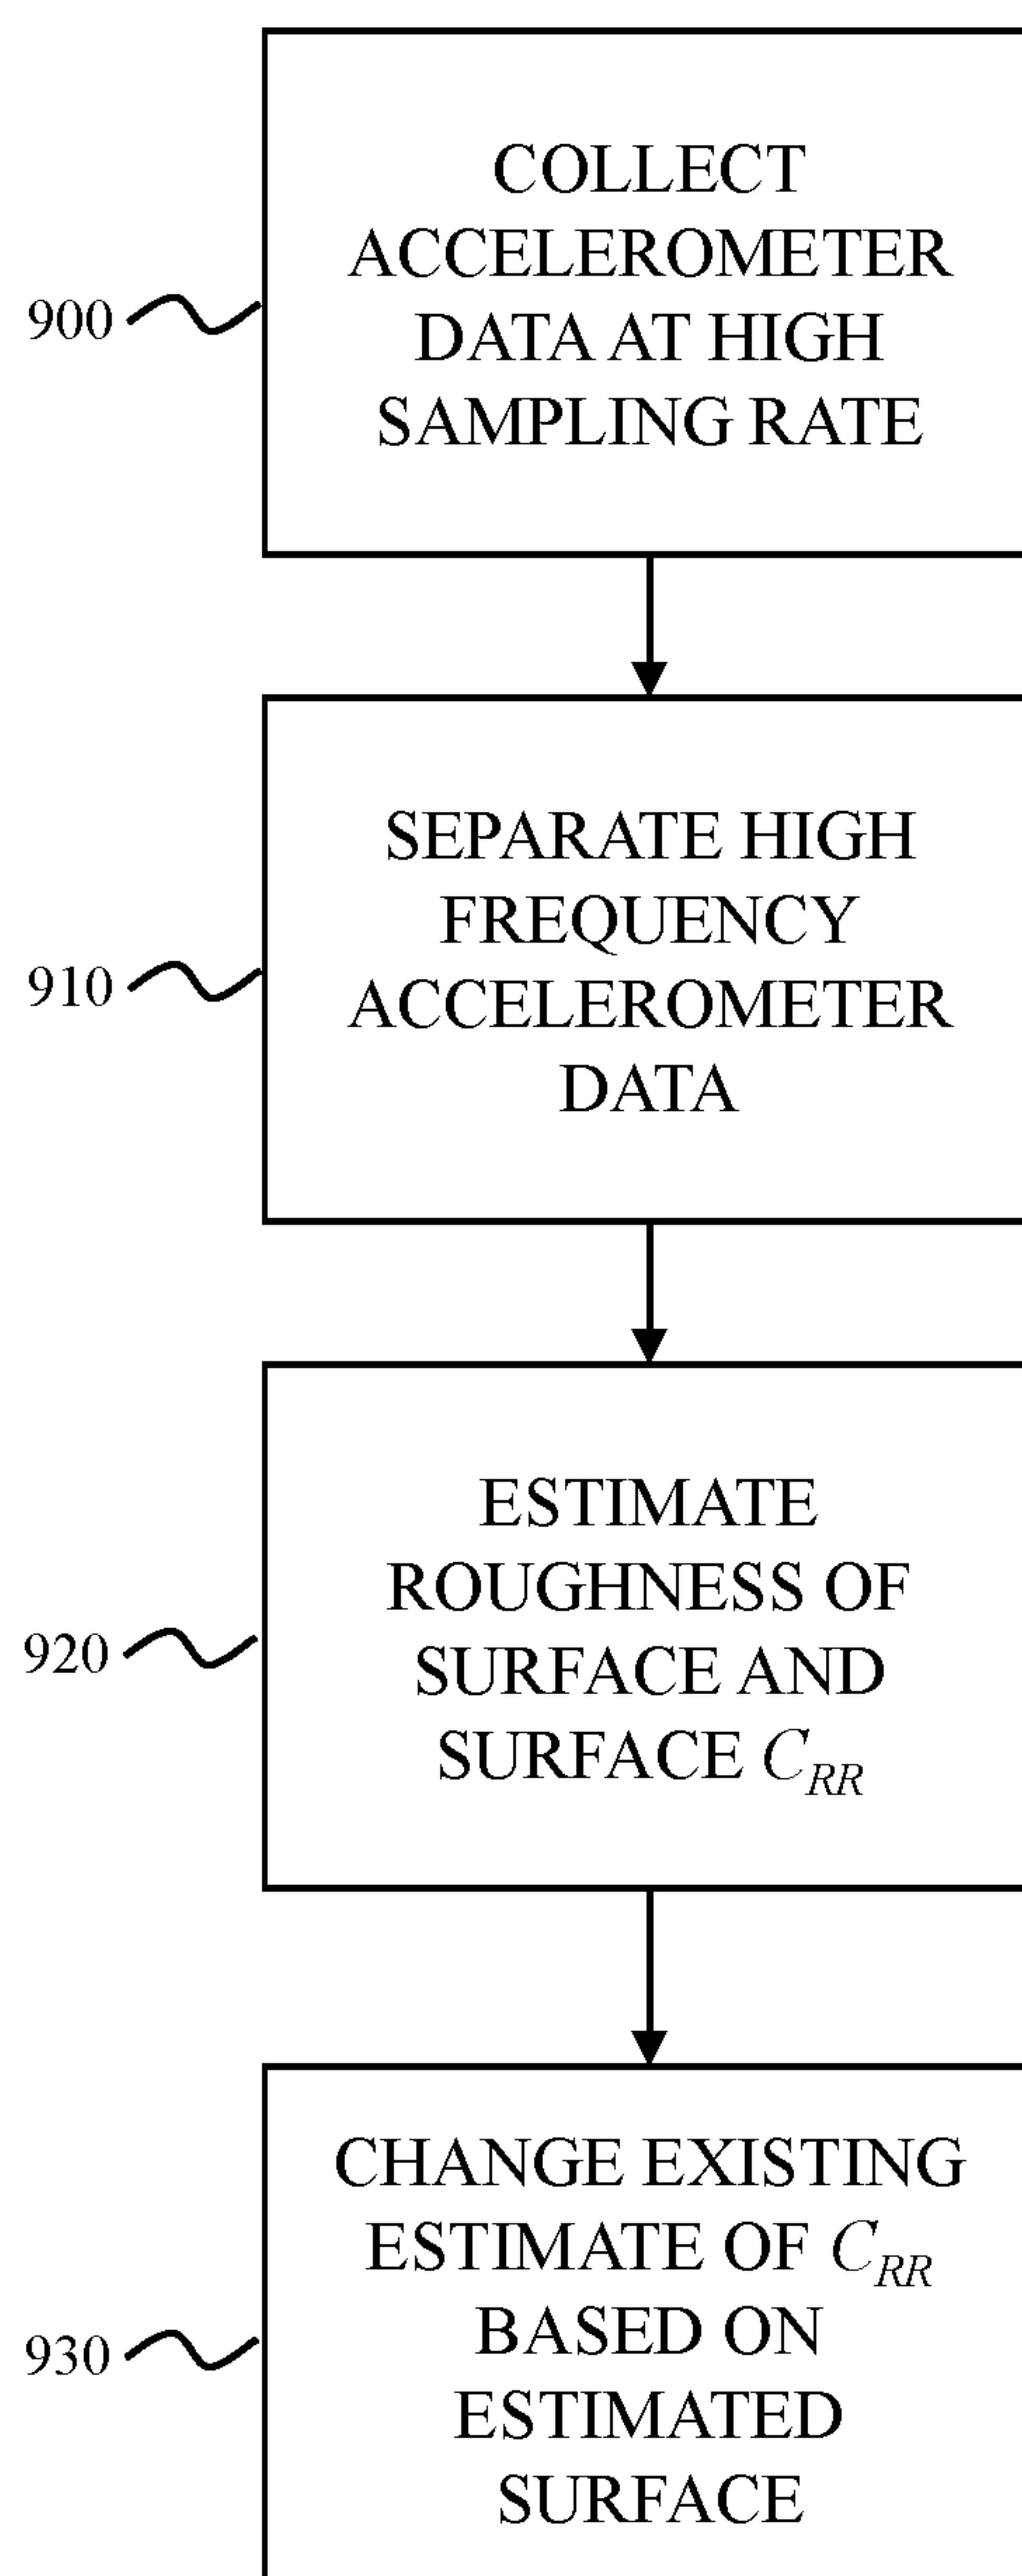 COLLECT
ACCELEROMETER
DATA AT HIGH
SAMPLING RATE
900
SEPARATE HIGH
FREQUENCY
ACCELEROMETER
DATA
910
ESTIMATE
ROUGHNESS OF
SURFACE AND
SURFACE C_RR
920
CHANGE EXISTING
ESTIMATE OF C_RR
BASED ON
ESTIMATED
SURFACE
930